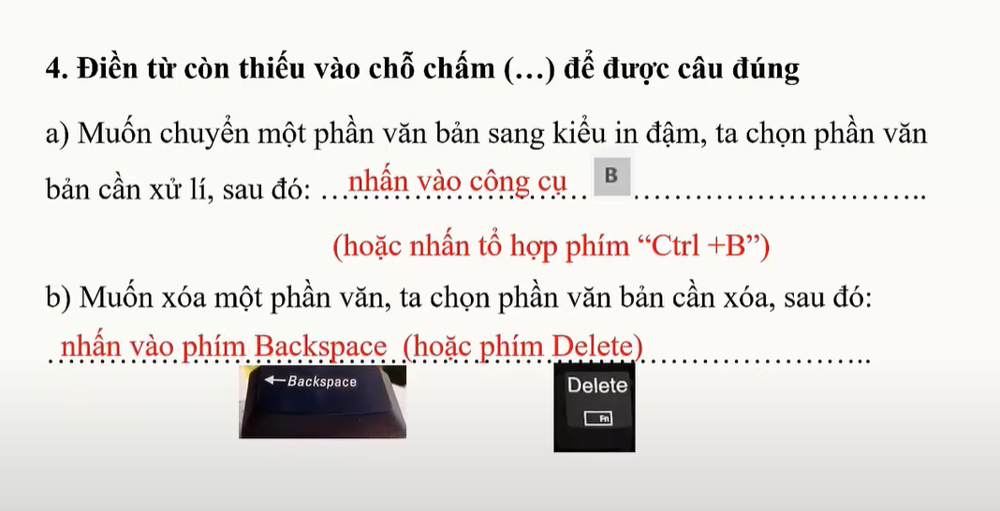 4. Điền từ còn thiếu vào chỗ chấm (…) để được câu đúng
a) Muốn chuyển một phần văn bản sang kiểu in đậm, ta chọn phần văn
bản cần xử lí, sau đó: ...nhấn vào công cụ.. B ..............................
(hoặc nhấn tổ hợp phím “Ctrl +B”)
b) Muốn xóa một phần văn, ta chọn phần văn bản cần xóa, sau đó:
nhấn vào phím Backspace (hoặc phím Delete)........................
Backspace
Delete
Fn